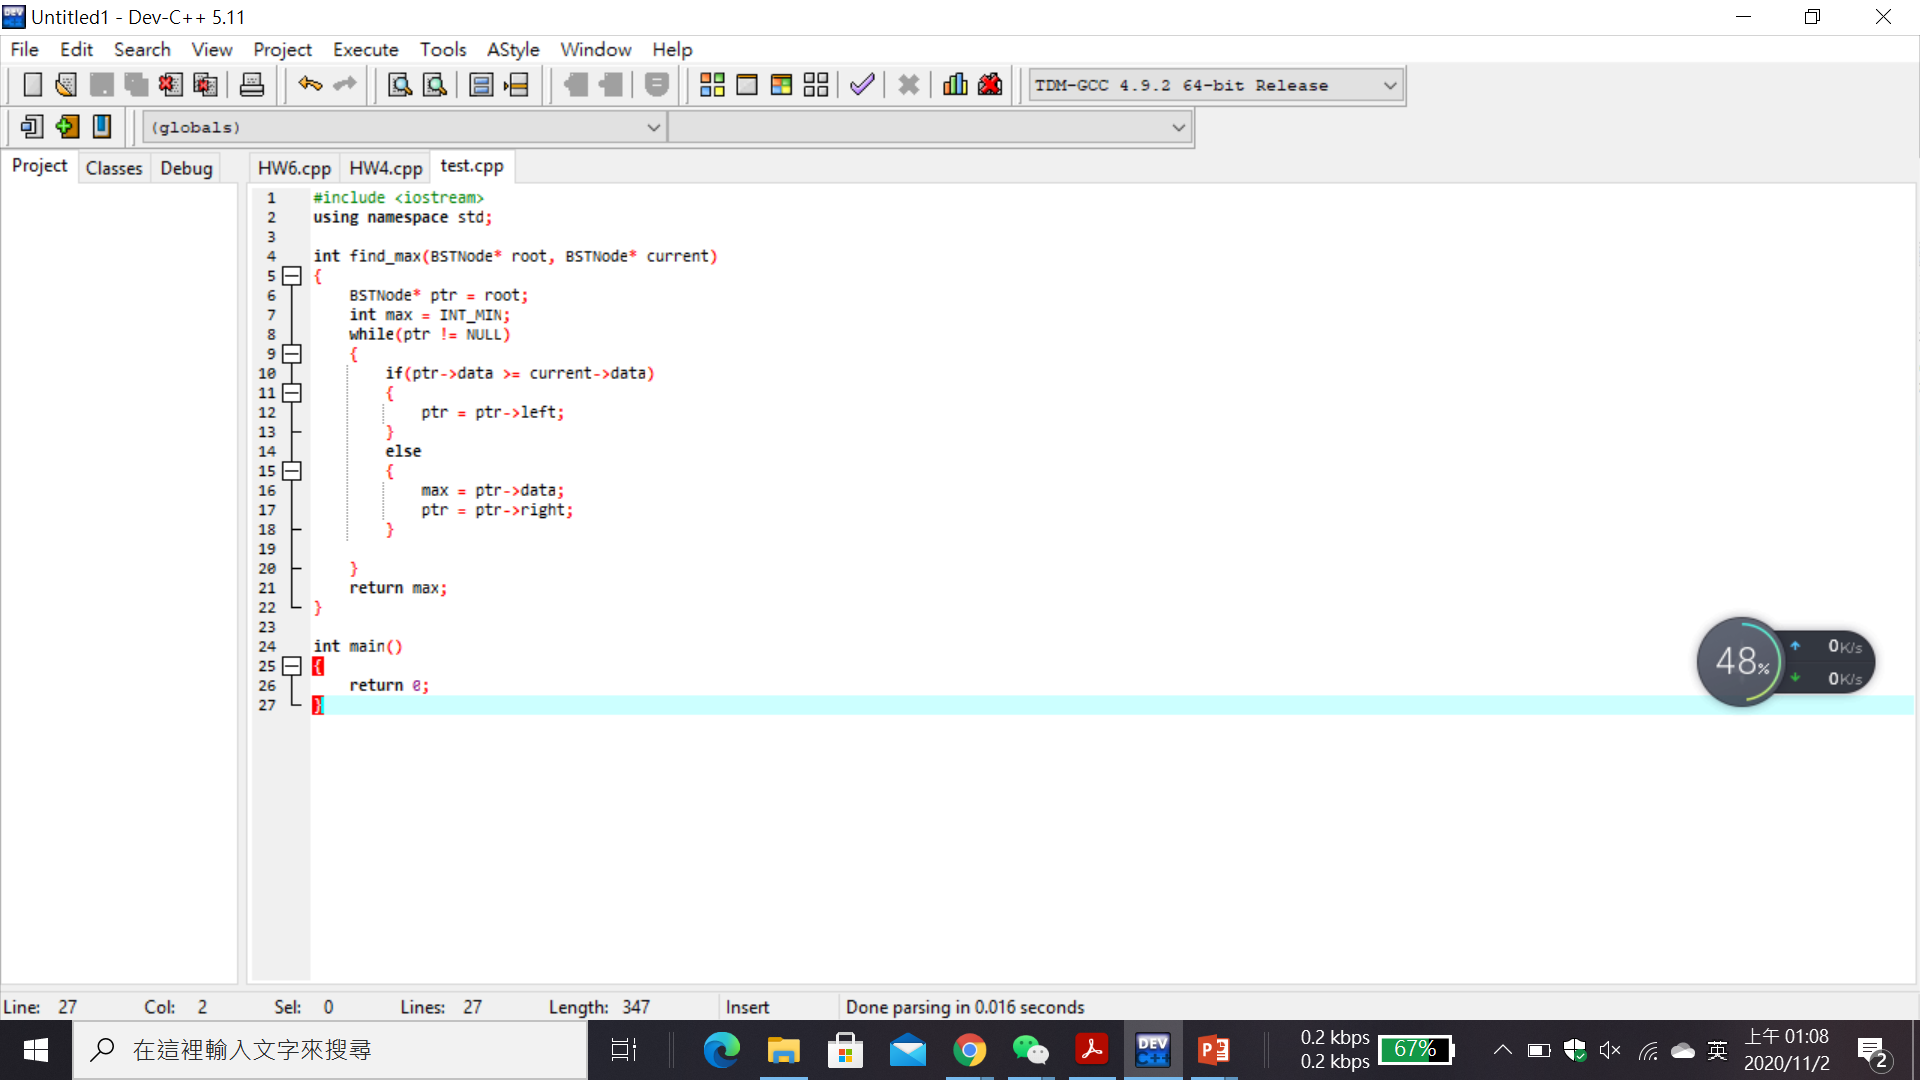 Untitled1 - Dev-C++ 5.11
File Edit Search View Project Execute Tools AStyle Window Help
TDM-GCC 4.9.2 64-bit Release
(globals)
Project Classes Debug HW6.cpp HW4.cpp test.cpp
1 #include <iostream>
2 using namespace std;
3
4 int find_max(BSTNode* root, BSTNode* current)
5 {
6 BSTNode* ptr = root;
7 int max = INT_MIN;
8 while(ptr != NULL)
9 {
10 if(ptr->data >= current->data)
11 {
12 ptr = ptr->left;
13 }
14 else
15 {
16 max = ptr->data;
17 ptr = ptr->right;
18 }
19
20 }
21 return max;
22 }
23
24 int main()
25 {
26 return 0;
27 }
48% 0K/s
0K/s
Line: 27 Col: 2 Sel: 0 Lines: 27 Length: 347 Insert Done parsing in 0.016 seconds
在這裡輸入文字來搜尋
DEV C++
0.2 kbps
0.2 kbps
67%
英
上午 01:08
2020/11/2
2